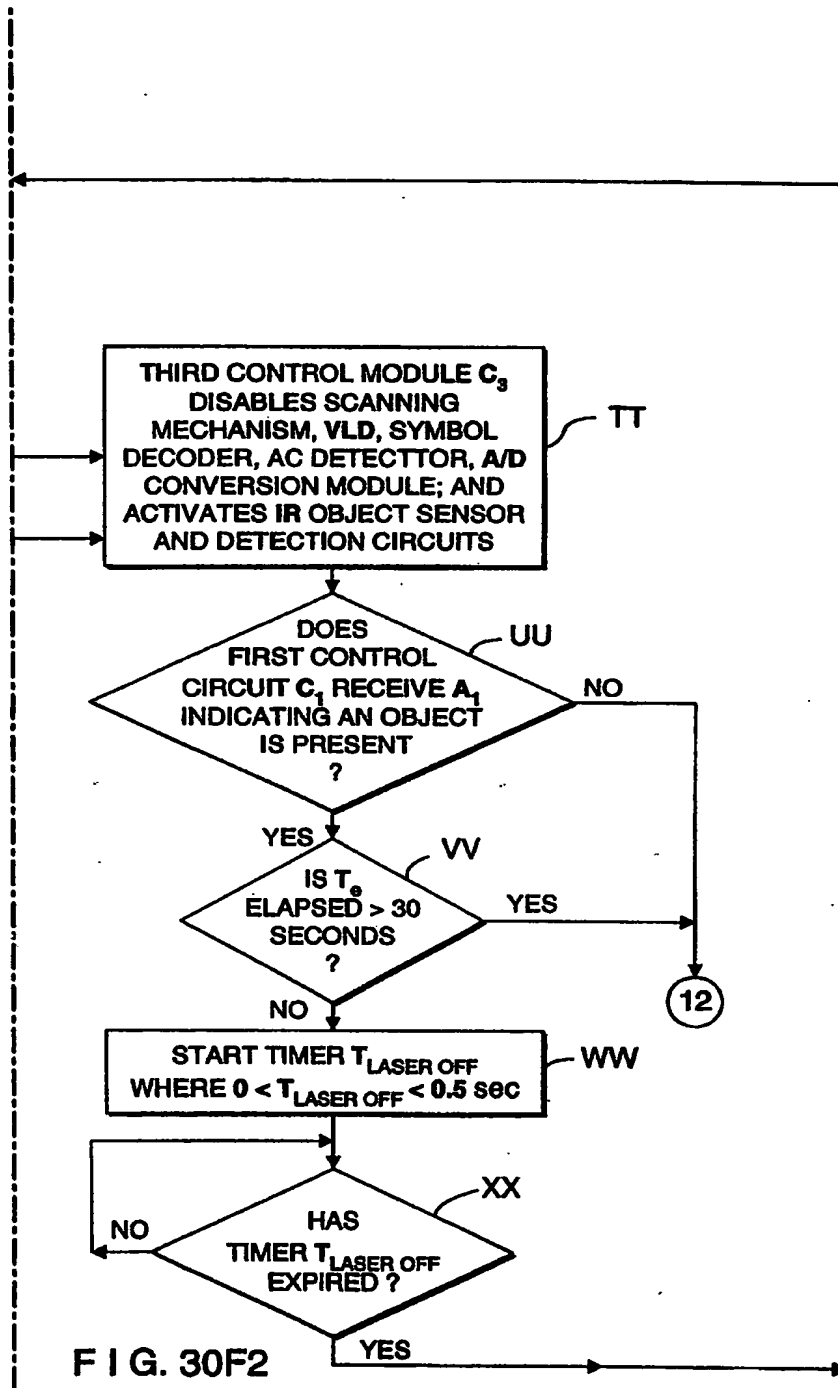 THIRD CONTROL MODULE C3
DISABLES SCANNING
MECHANISM, VLD, SYMBOL
DECODER, AC DETECTTOR, A/D
CONVERSION MODULE; AND
ACTIVATES IR OBJECT SENSOR
AND DETECTION CIRCUITS
TT
DOES
FIRST CONTROL
CIRCUIT C1 RECEIVE A1
INDICATING AN OBJECT
IS PRESENT
?
UU
NO
YES
IS Te
ELAPSED > 30
SECONDS
?
VV
YES
12
NO
START TIMER TLASER OFF
WHERE 0 < TLASER OFF < 0.5 sec
WW
HAS
TIMER TLASER OFF
EXPIRED ?
XX
NO
YES
FIG. 30F2